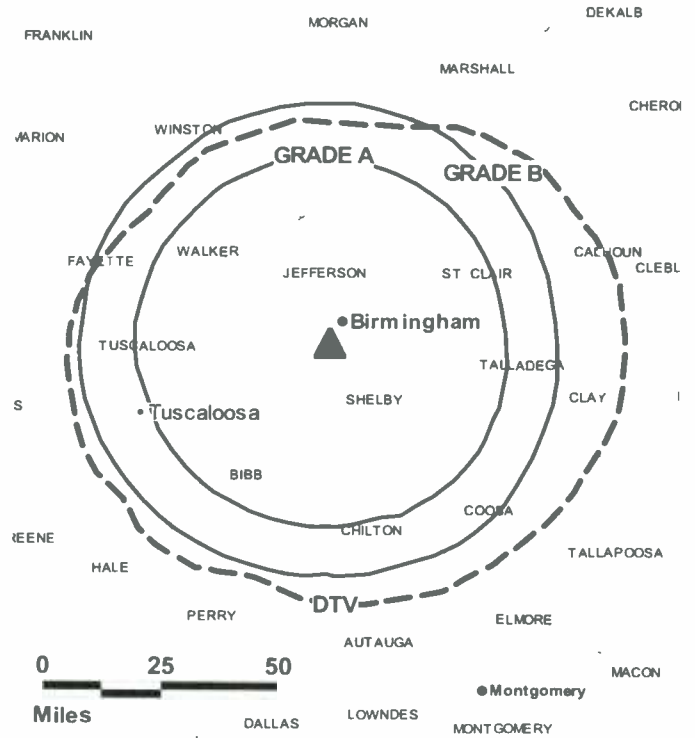 DEKALB
MORGAN
FRANKLIN
MARSHALL
CHERO
WINSTON
MARION
GRADE A
GRADE B
WALKER
CALHOUN
FAYETTE
CLEBL
JEFFERSON
ST CLAIR
Birmingham
TUSCALOOSA
TALLADEGA
SHELBY
CLAY
S
Tuscaloosa
BIBB
COOSA
CHILTON
REENE
TALLAPOOSA
HALE
DTV
PERRY
ELMORE
AUTAUGA
0 25 50
MACON
Montgomery
Miles
LOWNDES
DALLAS
MONTGOMERY